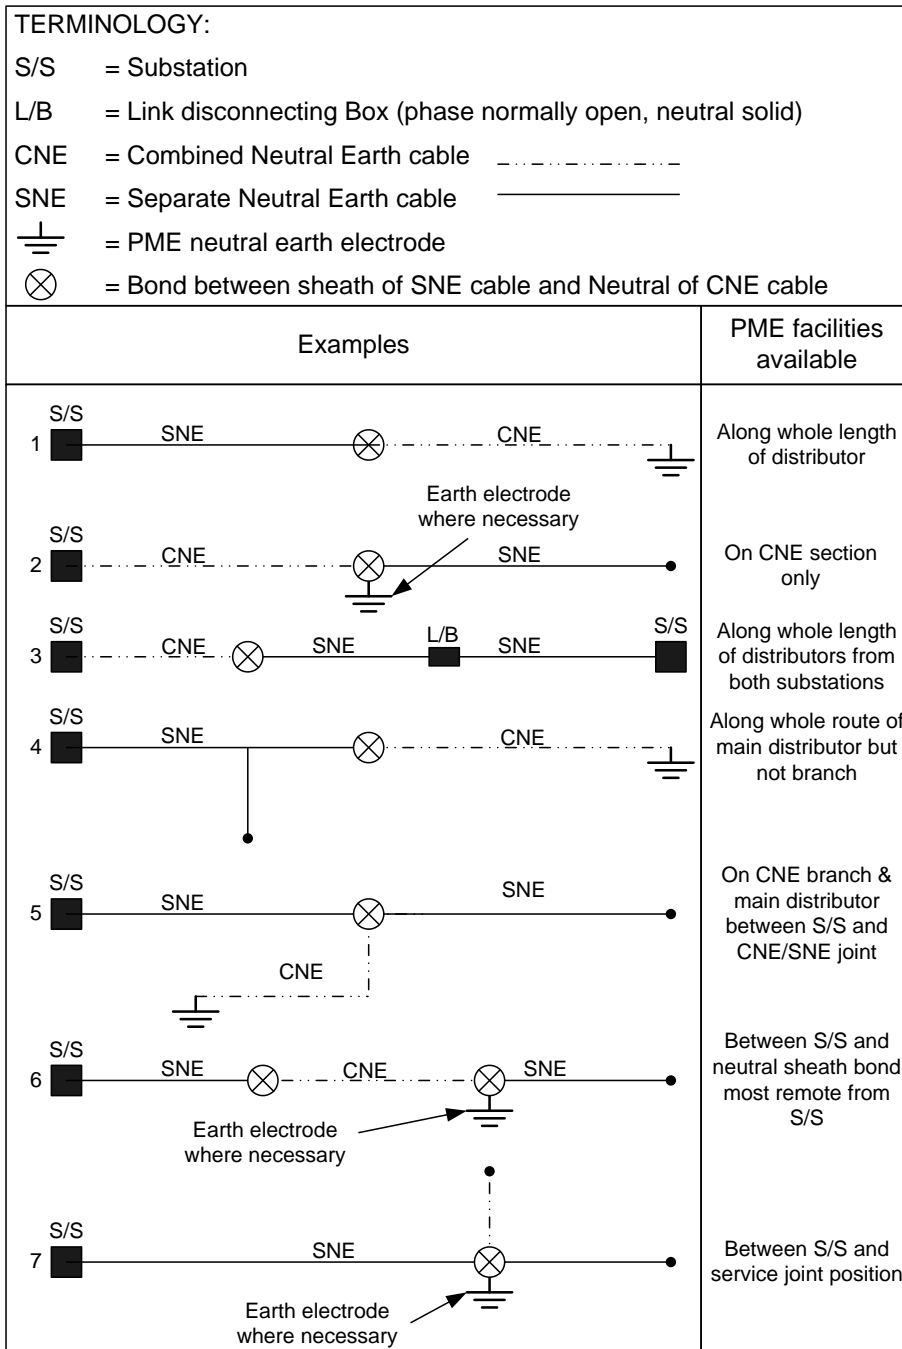 TERMINOLOGY:
S/S = Substation
L/B = Link disconnecting Box (phase normally open, neutral solid)
CNE = Combined Neutral Earth cable
SNE = Separate Neutral Earth cable
= PME neutral earth electrode
= Bond between sheath of SNE cable and Neutral of CNE cable
Examples
PME facilities
available
S/S
1 SNE CNE
Along whole length
of distributor
Earth electrode
where necessary
S/S
2 CNE SNE
On CNE section
only
S/S L/B S/S
3 CNE SNE SNE
Along whole length
of distributors from
both substations
S/S
4 SNE CNE
Along whole route of
main distributor but
not branch
S/S
5 SNE SNE
CNE
On CNE branch &
main distributor
between S/S and
CNE/SNE joint
S/S
6 SNE CNE SNE
Earth electrode
where necessary
Between S/S and
neutral sheath bond
most remote from
S/S
S/S
7 SNE
Earth electrode
where necessary
Between S/S and
service joint position